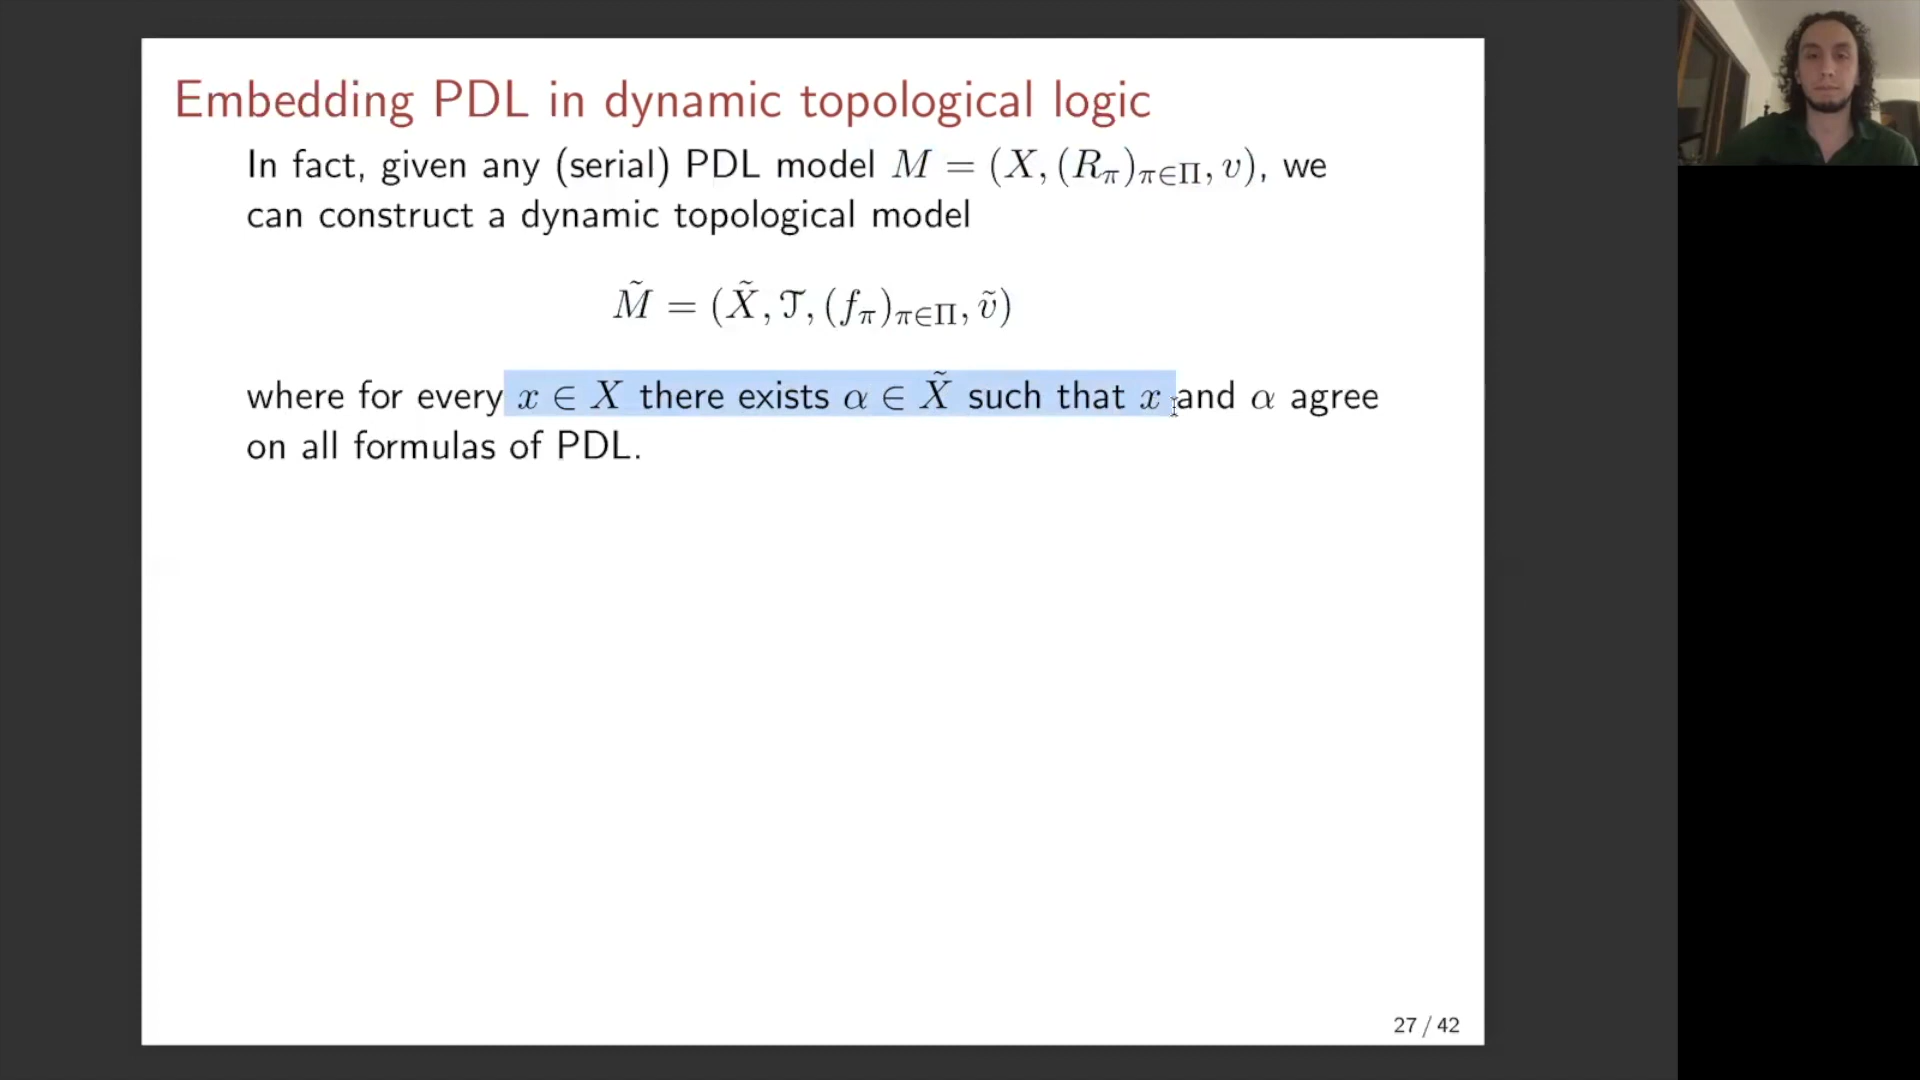 Embedding PDL in dynamic topological logic
In fact, given any (serial) PDL model M = (X, (R_π)_{π∈Π}, v), we
can construct a dynamic topological model
M̃ = (X̃, 𝒯, (f_π)_{π∈Π}, ṽ)
where for every x ∈ X there exists α ∈ X̃ such that x and α agree
on all formulas of PDL.
27 / 42